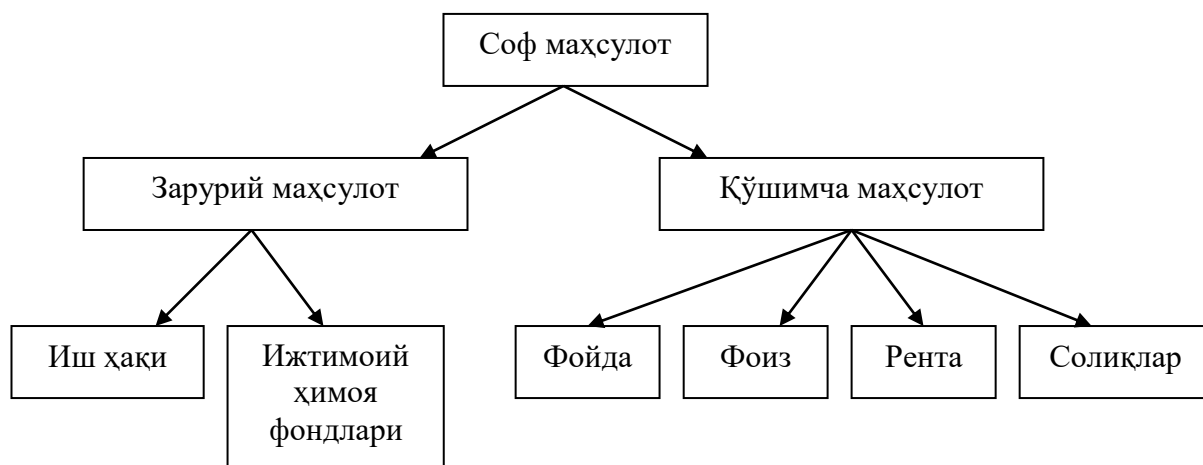 Соф маҳсулот
Зарурий маҳсулот
Қўшимча маҳсулот
Иш ҳақи
Ижтимоий
ҳимоя
фондлари
Фойда
Фоиз
Рента
Солиқлар